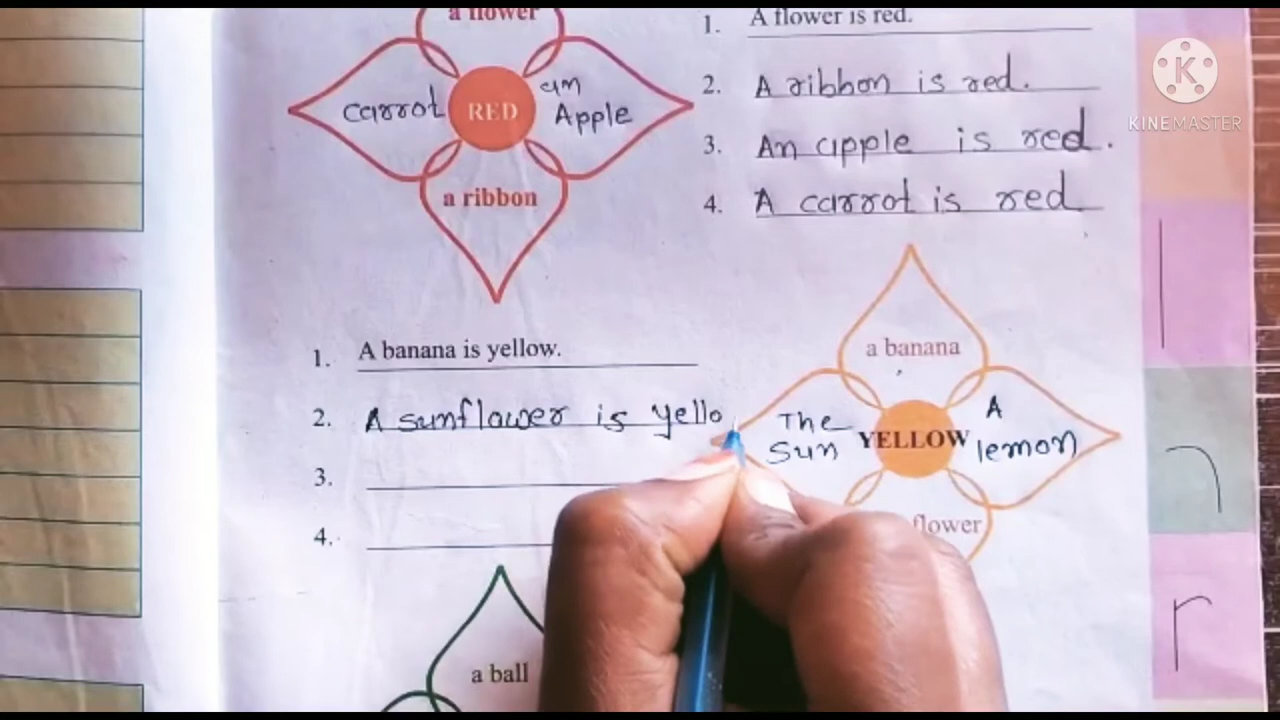 a flower
carrot
RED
an
Apple
a ribbon
1. A flower is red.
2. A ribbon is red.
3. An apple is red.
4. A carrot is red
K
KINEMASTER
1. A banana is yellow.
2. A sunflower is yello
3.
4.
a banana
The
Sun
YELLOW
A
lemon
flower
a ball
r